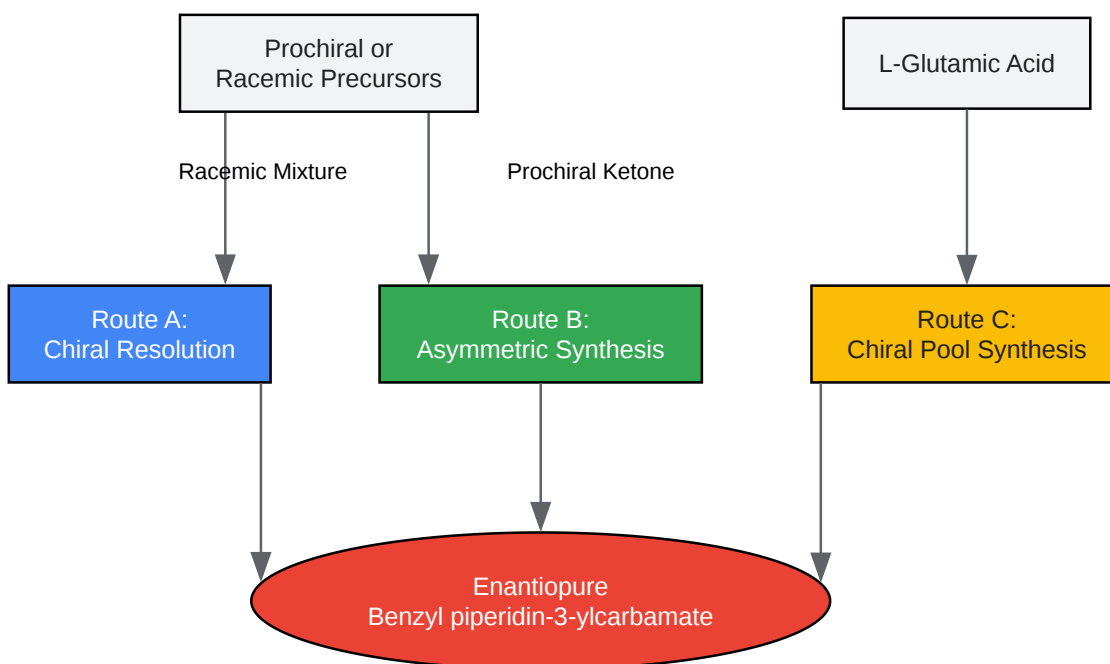 Prochiral or
Racemic Precursors
L-Glutamic Acid
Racemic Mixture
Prochiral Ketone
Route A:
Chiral Resolution
Route B:
Asymmetric Synthesis
Route C:
Chiral Pool Synthesis
Enantiopure
Benzyl piperidin-3-ylcarbamate